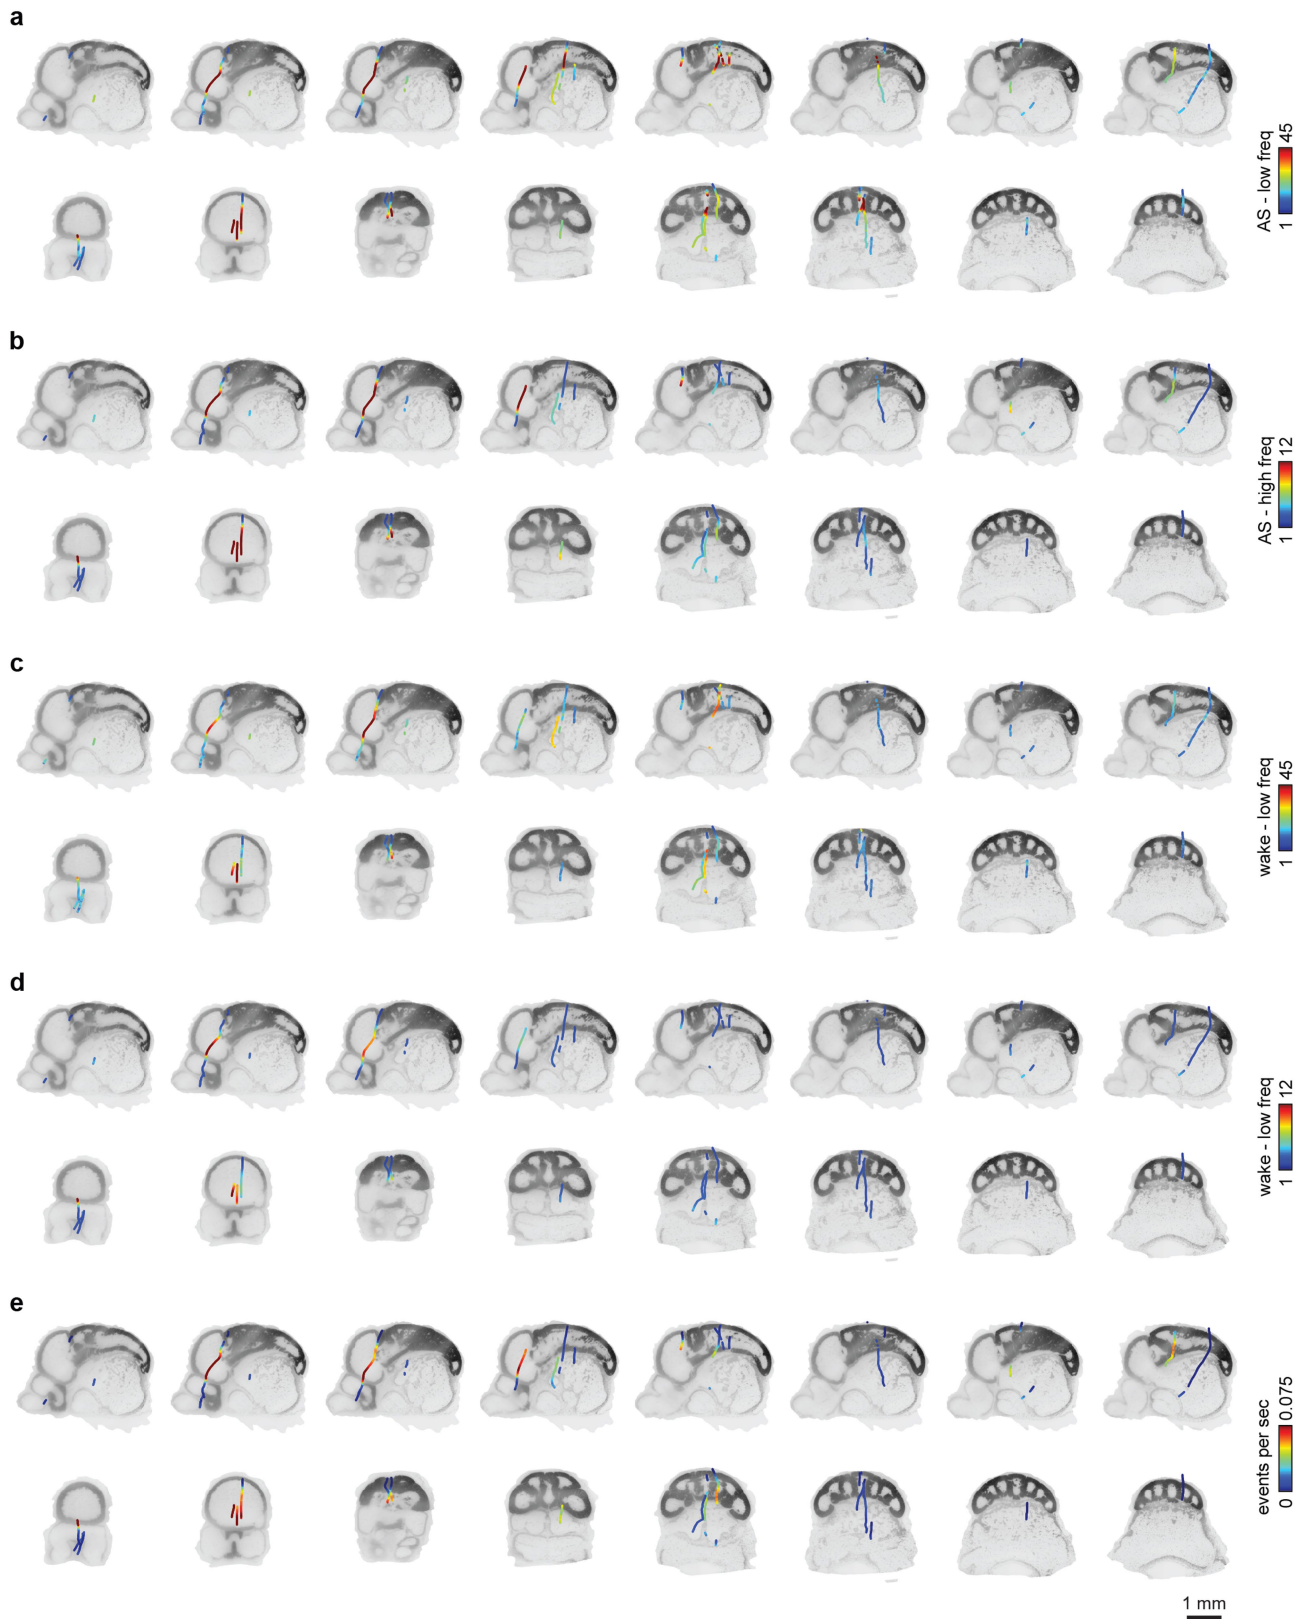 a
AS - low freq
1 45
b
AS - high freq
1 12
c
wake - low freq
1 45
d
wake - low freq
1 12
e
events per sec
0 0.075
1 mm